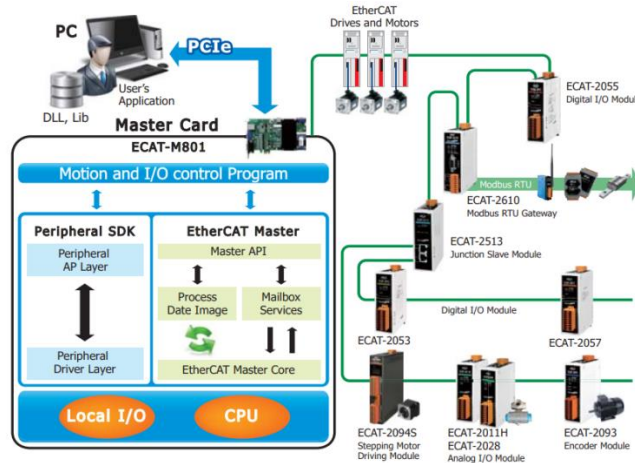 PC
PCIe
User's
Application
DLL, Lib
Master Card
ECAT-M801
Motion and I/O control Program
Peripheral SDK
Peripheral
AP Layer
Peripheral
Driver Layer
EtherCAT Master
Master API
Process
Date Image
Mailbox
Services
EtherCAT Master Core
Local I/O
CPU
EtherCAT
Drives and Motors
ECAT-2055
Digital I/O Modul
Modbus RTU
ECAT-2610
Modbus RTU Gateway
ECAT-2513
Junction Slave Module
Digital I/O Module
ECAT-2053
ECAT-2057
ECAT-2094S
Stepping Motor
Driving Module
ECAT-2011H
ECAT-2028
Analog I/O Module
ECAT-2093
Encoder Module